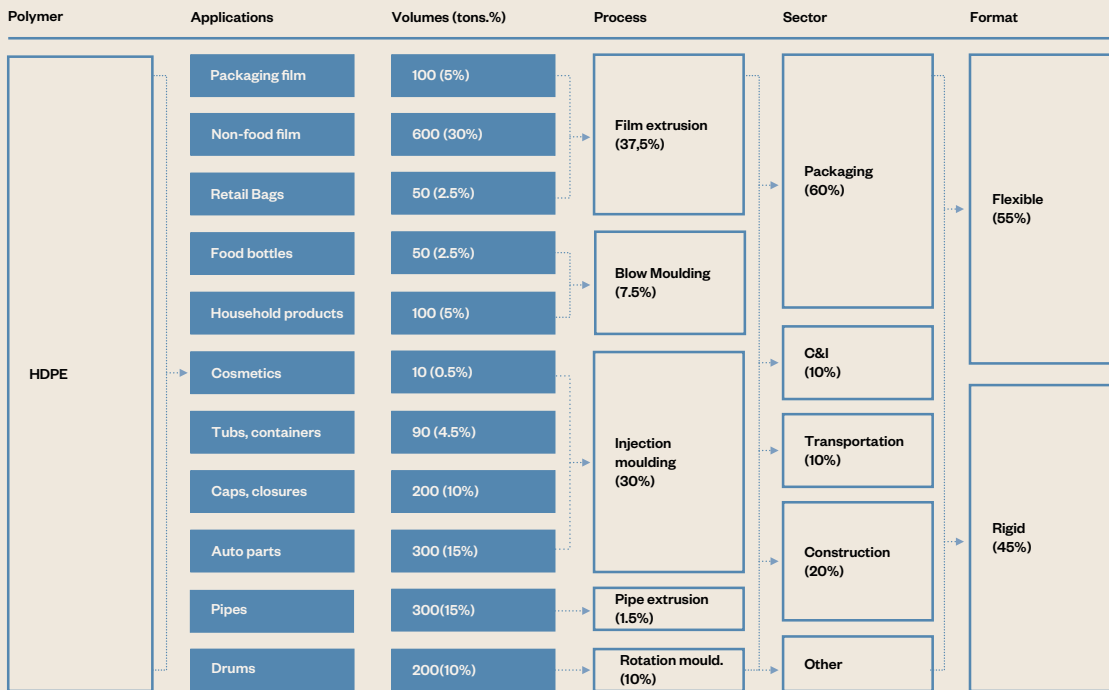 Polymer
Applications
Volumes (tons.%)
Process
Sector
Format
HDPE
Packaging film
Non-food film
Retail Bags
Food bottles
Household products
Cosmetics
Tubs, containers
Caps, closures
Auto parts
Pipes
Drums
100 (5%)
600 (30%)
50 (2.5%)
50 (2.5%)
100 (5%)
10 (0.5%)
90 (4.5%)
200 (10%)
300 (15%)
300(15%)
200(10%)
Film extrusion
(37,5%)
Blow Moulding
(7.5%)
Injection
moulding
(30%)
Pipe extrusion
(1.5%)
Rotation mould.
(10%)
Packaging
(60%)
C&I
(10%)
Transportation
(10%)
Construction
(20%)
Other
Flexible
(55%)
Rigid
(45%)